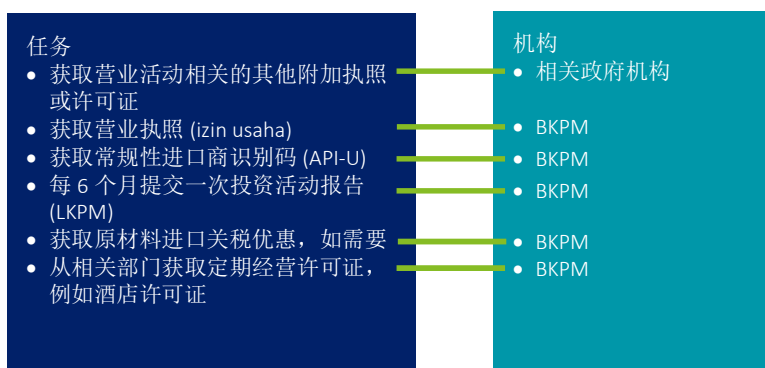 任务
• 获取营业活动相关的其他附加执照
或许可证
• 获取营业执照 (izin usaha)
• 获取常规性进口商识别码 (API-U)
• 每 6 个月提交一次投资活动报告
(LKPM)
• 获取原材料进口关税优惠，如需要
• 从相关部门获取定期经营许可证，
例如酒店许可证
机构
• 相关政府机构
• BKPM
• BKPM
• BKPM
• BKPM
• BKPM